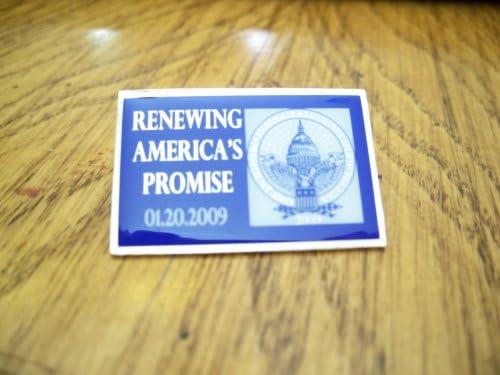 RENEWING
AMERICA'S
PROMISE
01.20.2009